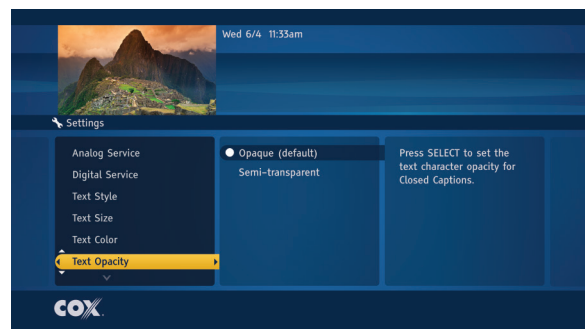 Wed 6/4 11:33am
Settings
Analog Service
Digital Service
Text Style
Text Size
Text Color
Text Opacity
Opaque (default)
Semi-transparent
Press SELECT to set the
text character opacity for
Closed Captions.
COX